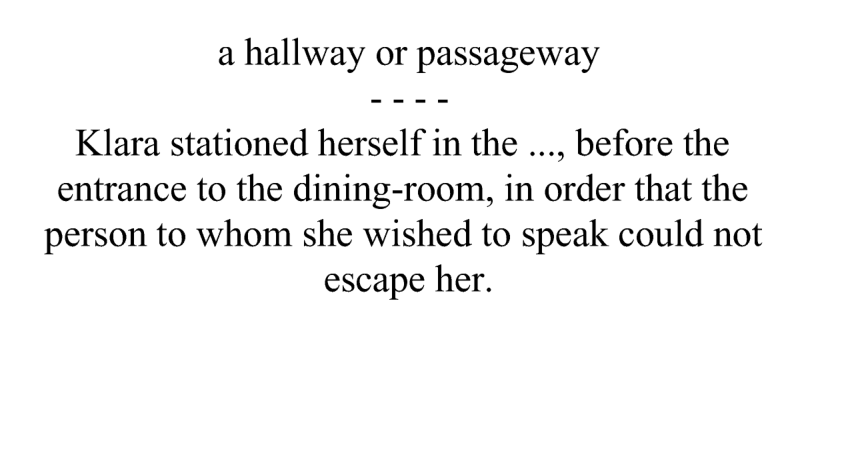 a hallway or passageway
- - - -
Klara stationed herself in the ..., before the
entrance to the dining-room, in order that the
person to whom she wished to speak could not
escape her.